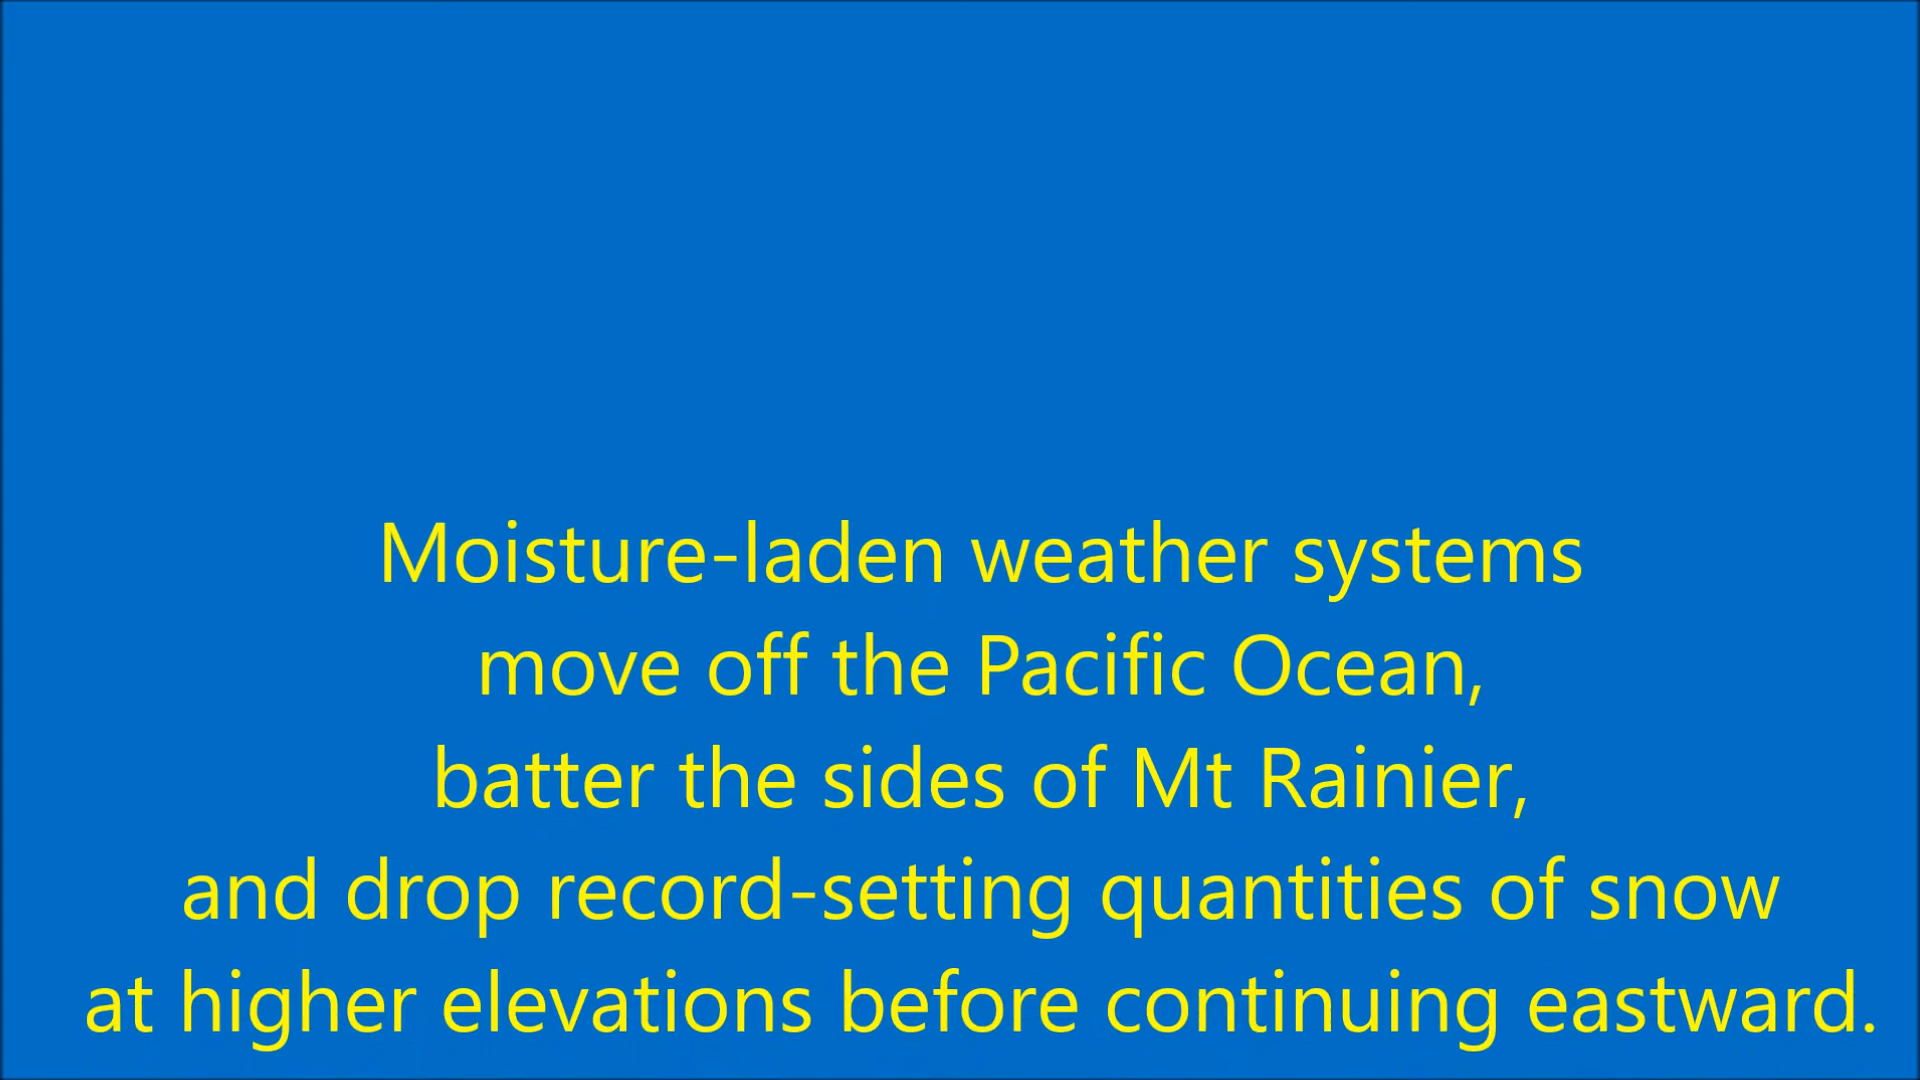 Moisture-laden weather systems
move off the Pacific Ocean,
batter the sides of Mt Rainier,
and drop record-setting quantities of snow
at higher elevations before continuing eastward.